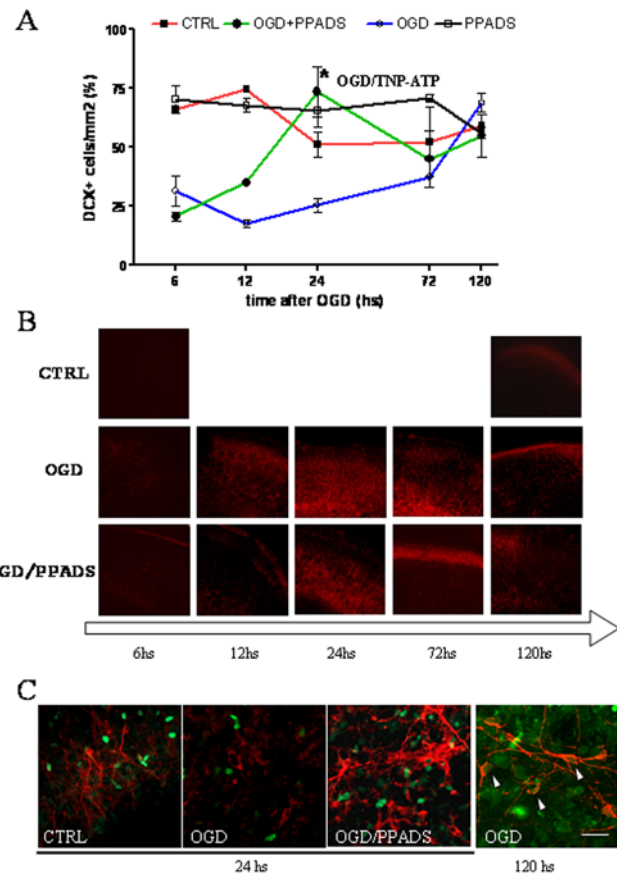 A
CTRL OGD+PPADS OGD PPADS
100
75
50
25
0
DCX+ cells/mm2 (%)
* OGD/TNP-ATP
6 12 24 72 120
time after OGD (hs)
B
CTRL
OGD
GD/PPADS
6hs 12hs 24hs 72hs 120hs
C
CTRL OGD OGD/PPADS OGD
24 hs 120 hs